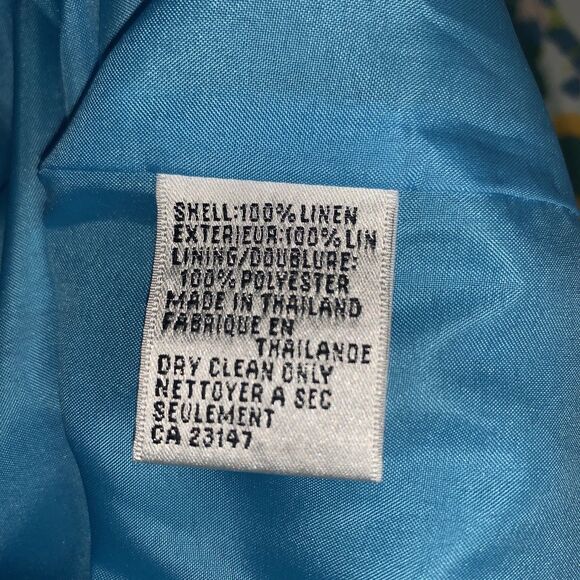 SHELL:100% LINEN
EXTERIEUR:100% LIN
LINING/DOUBLURE:
100% POLYESTER
MADE IN THAILAND
FABRIQUE EN
THAILANDE
DRY CLEAN ONLY
NETTOYER A SEC
SEULEMENT
CA 23147